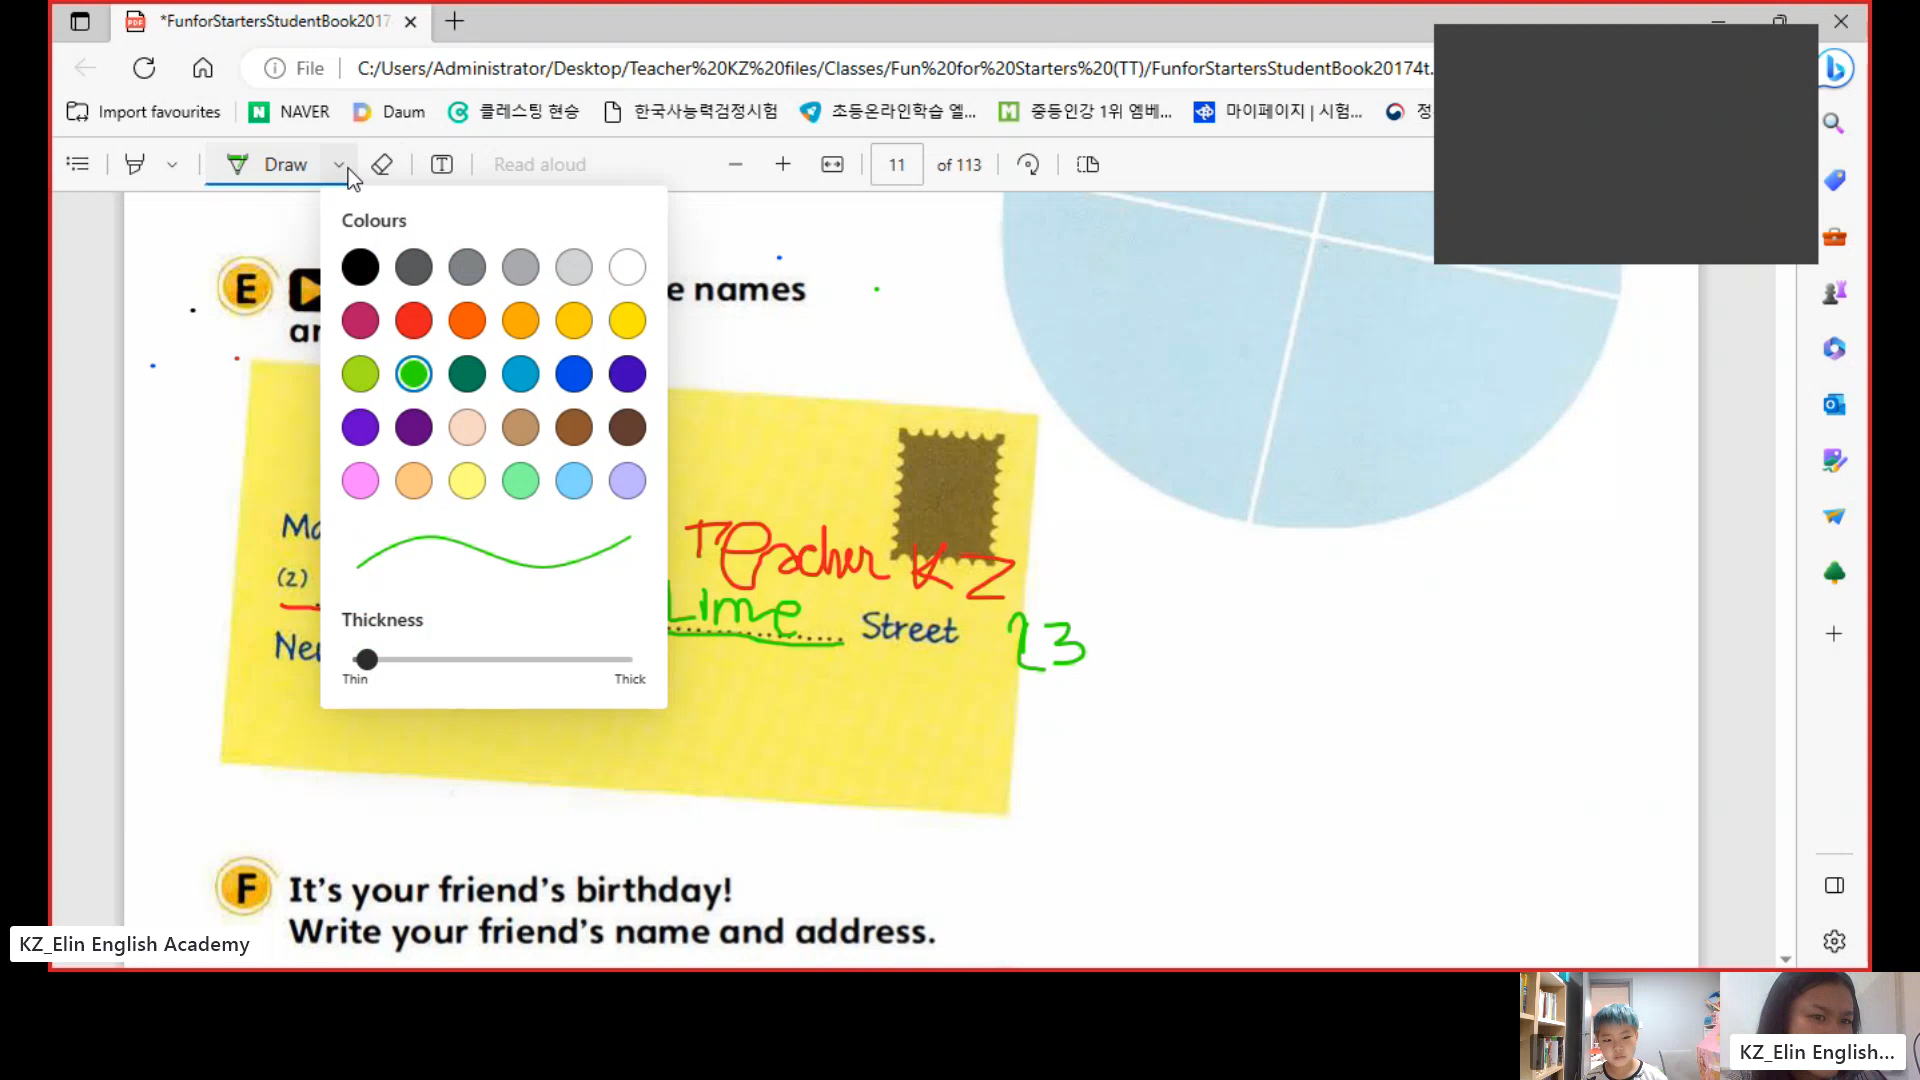 *FunforStartersStudentBook2017
File
C:/Users/Administrator/Desktop/Teacher%20KZ%20files/Classes/Fun%20for%20Starters%20(TT)/FunforStartersStudentBook20174t.
Import favourites
NAVER
Daum
클레스팅 현승
한국사능력검정시험
초등온라인학습 엘...
중등인강 1위 엠베...
마이페이지 | 시험...
정
Draw
Read aloud
11 of 113
Colours
E
e names
Teacher KZ
(2)
Lime Street
23
Thickness
Thin
Thick
F
It's your friend's birthday!
Write your friend's name and address.
KZ_Elin English Academy
KZ_Elin English...